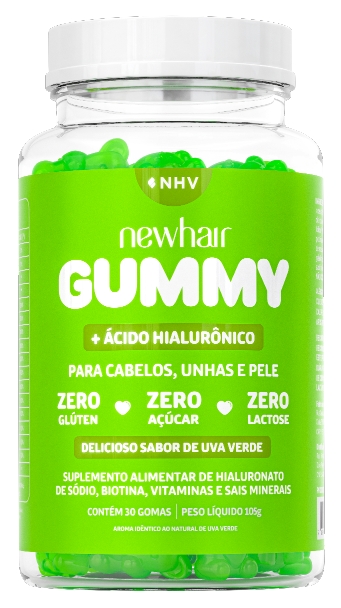 NHV
newhair
GUMMY
+ ÁCIDO HIALURÔNICO
PARA CABELOS, UNHAS E PELE
ZERO GLÚTEN
ZERO AÇÚCAR
ZERO LACTOSE
DELICIOSO SABOR DE UVA VERDE
SUPLEMENTO ALIMENTAR DE HIALURONATO
DE SÓDIO, BIOTINA, VITAMINAS E SAIS MINERAIS
CONTÉM 30 GOMAS | PESO LÍQUIDO 105g
AROMA IDÊNTICO AO NATURAL DE UVA VERDE